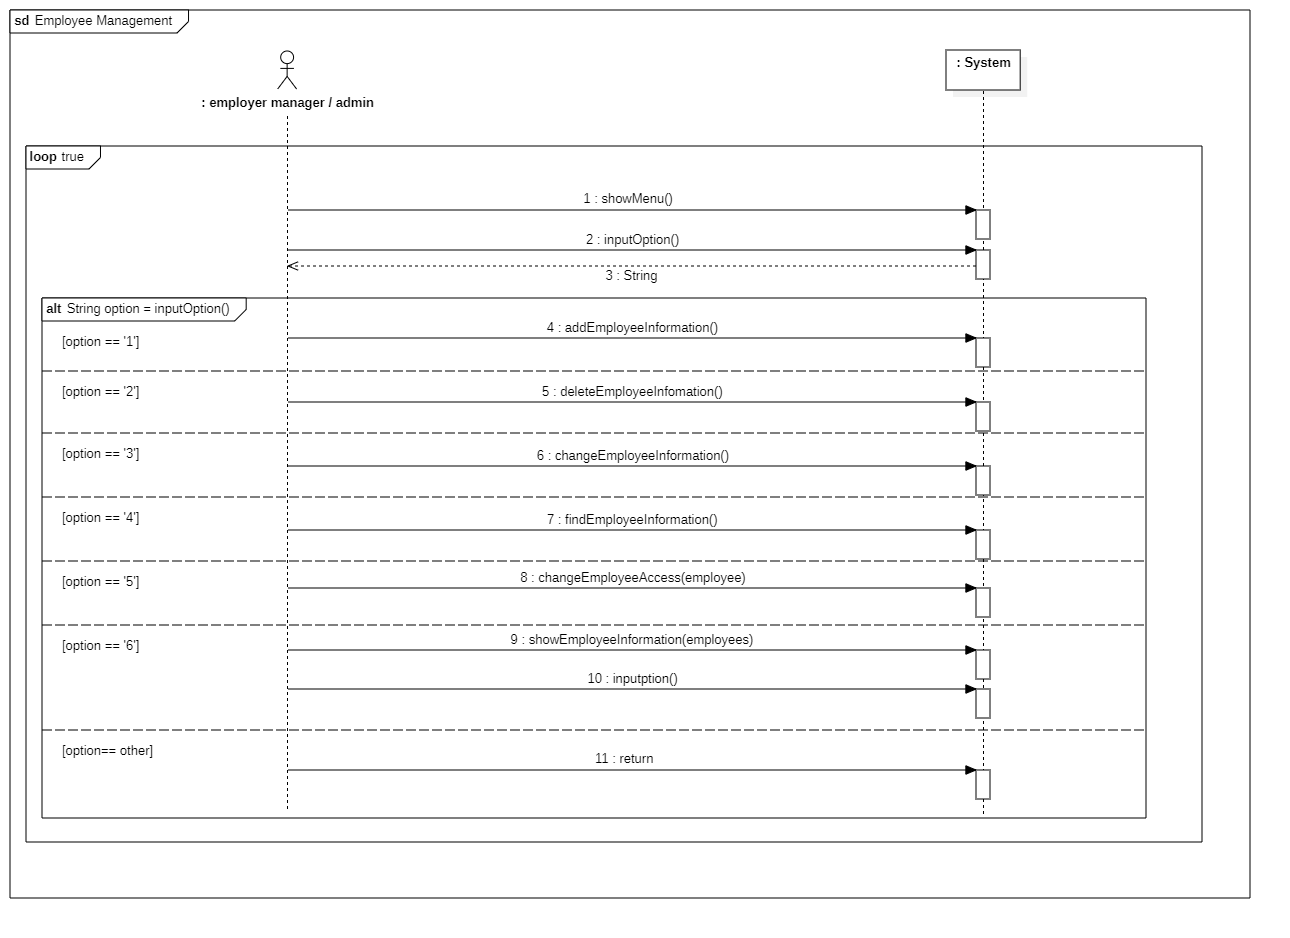 sd Employee Management
: employer manager / admin
: System
loop true
1 : showMenu()
2 : inputOption()
3 : String
alt String option = inputOption()
4 : addEmployeeInformation()
[option == '1']
5 : deleteEmployeeInfomation()
[option == '2']
6 : changeEmployeeInformation()
[option == '3']
7 : findEmployeeInformation()
[option == '4']
8 : changeEmployeeAccess(employee)
[option == '5']
9 : showEmployeeInformation(employees)
[option == '6']
10 : inputption()
[option== other]
11 : return